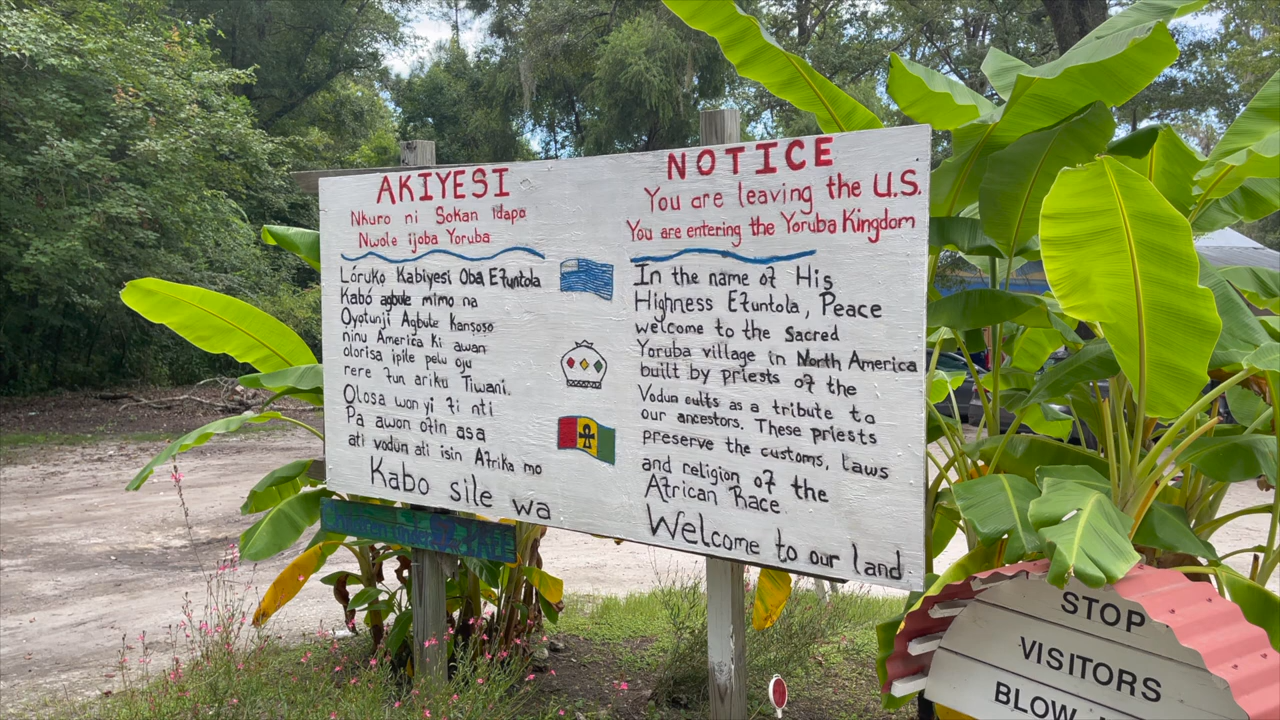 AKIYESI
Nkuro ni Sokan idapo
Nwole ijoba Yoruba
Lóruko Kabiyesi Oba Efuntola
Kabó agbule mimo na
Oyotunji Agbule Kansoso
ninu America Ki awan
olorisa ipile pelu oju
rere fun ariku Tiwani.
Olosa won yi fi nti
Pa awon ofin asa
ati vodun ati isin Afrika mo
Kabo sile wa
NOTICE
You are leaving the U.S.
You are entering the Yoruba Kingdom
In the name of His
Highness Efuntola, Peace
welcome to the Sacred
Yoruba village in North America
built by priests of the
Vodun cults as a tribute to
our ancestors. These priests
preserve the customs, Laws
and religion of the
African Race.
Welcome to our land
STOP
VISITORS
BLOW